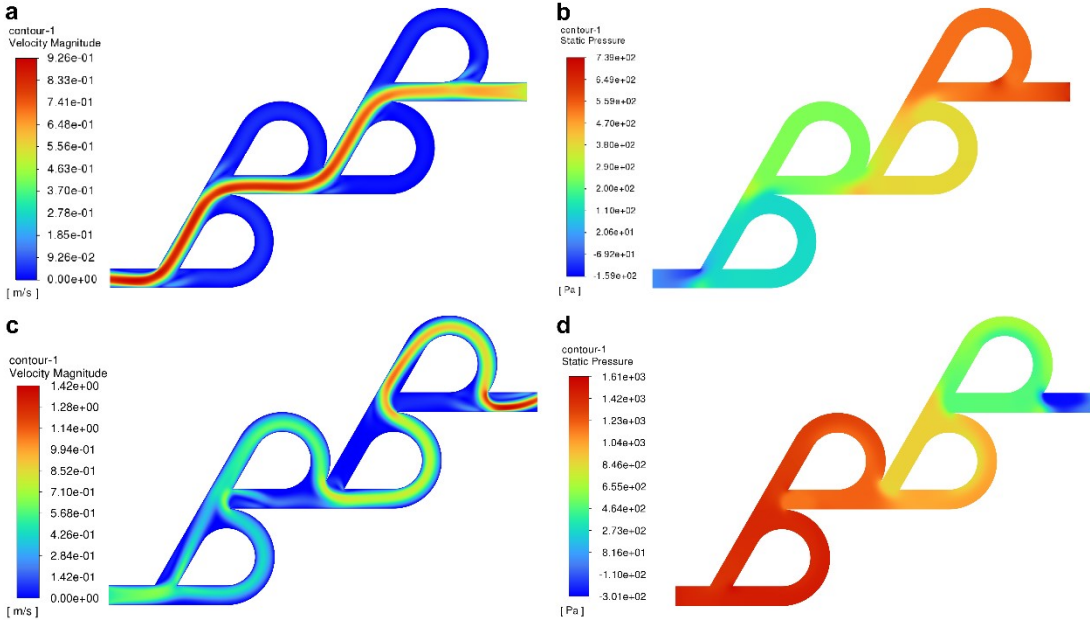 a
contour-1
Velocity Magnitude
9.26e-01
8.33e-01
7.41e-01
6.48e-01
5.56e-01
4.63e-01
3.70e-01
2.78e-01
1.85e-01
9.26e-02
0.00e+00
[ m/s ]
b
contour-1
Static Pressure
7.39e+02
6.49e+02
5.59e+02
4.69e+02
3.80e+02
2.90e+02
2.00e+02
1.10e+02
2.06e+01
-6.92e+01
-1.59e+02
[ Pa ]
c
contour-1
Velocity Magnitude
1.42e+00
1.28e+00
1.14e+00
9.94e-01
8.52e-01
7.10e-01
5.68e-01
4.26e-01
2.84e-01
1.42e-01
0.00e+00
[ m/s ]
d
contour-1
Static Pressure
1.61e+03
1.42e+03
1.23e+03
1.04e+03
8.46e+02
6.55e+02
4.64e+02
2.73e+02
8.16e+01
-1.10e+02
-3.01e+02
[ Pa ]